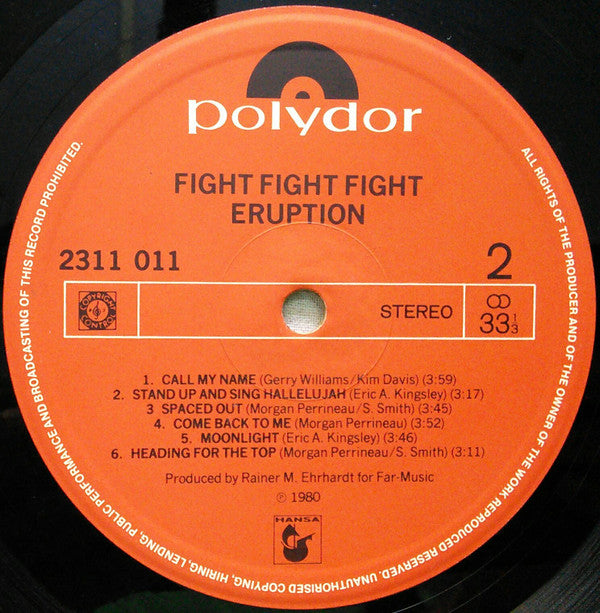 polydor
FIGHT FIGHT FIGHT
ERUPTION
2311 011
2
COPYRIGHT CONTROL
STEREO
33 1/3
1. CALL MY NAME (Gerry Williams/Kim Davis) (3:59)
2. STAND UP AND SING HALLELUJAH (Eric A. Kingsley) (3:17)
3 SPACED OUT (Morgan Perrineau/S. Smith) (3:45)
4. COME BACK TO ME (Morgan Perrineau) (3:52)
5. MOONLIGHT (Eric A. Kingsley) (3:46)
6. HEADING FOR THE TOP (Morgan Perrineau/S. Smith) (3:11)
Produced by Rainer M. Ehrhardt for Far-Music
℗ 1980
HANSA
ALL RIGHTS OF THE PRODUCER AND OF THE OWNER OF THE WORK REPRODUCED RESERVED. UNAUTHORISED COPYING, HIRING, LENDING, PUBLIC PERFORMANCE AND BROADCASTING OF THIS RECORD PROHIBITED.